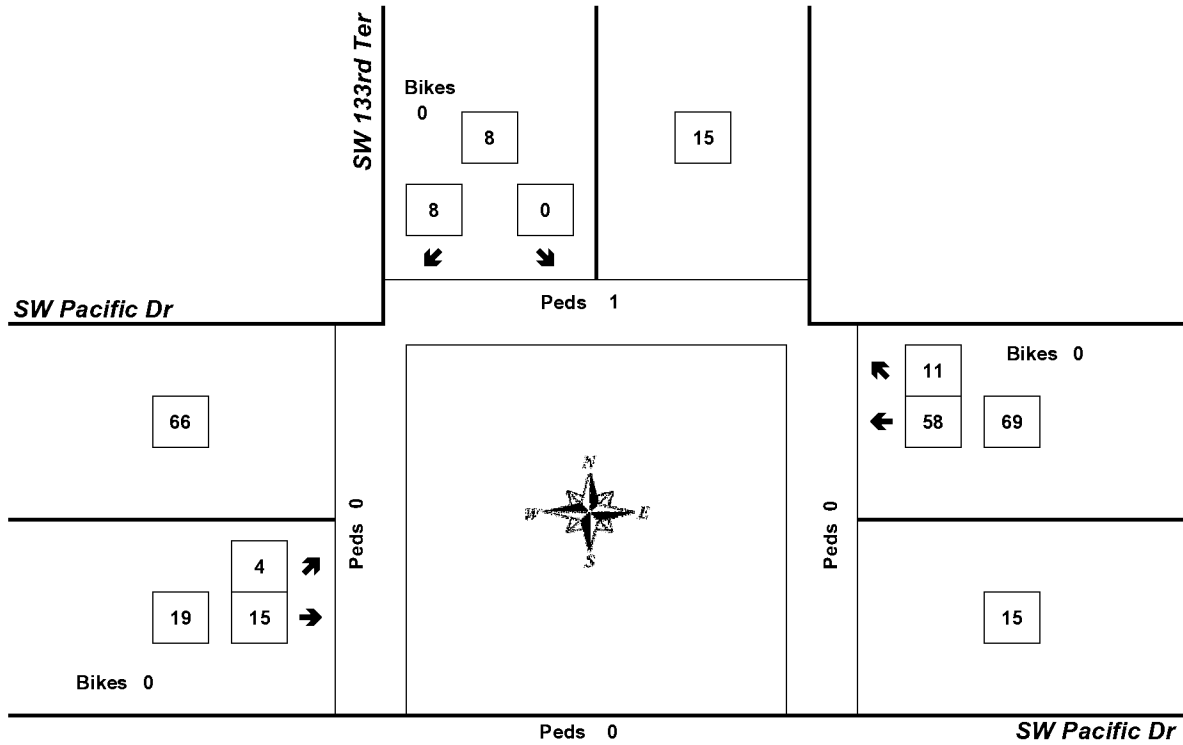 SW 133rd Ter
Bikes
0
8
15
8
0
Peds 1
SW Pacific Dr
Bikes 0
11
66
58
69
N
W
E
S
Peds 0
Peds 0
4
19
15
15
Bikes 0
Peds 0
SW Pacific Dr